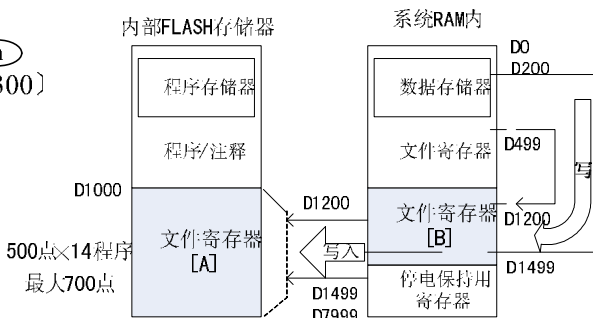 内部FLASH存储器
系统RAM内
300〕
D0
D200
程序存储器
数据存储器
程序/注释
文件寄存器
D499
写
D1000
D1200
文件寄存器
[A]
文件寄存器
[B]
D1200
500点×14程序
最大700点
写入
D1499
D1499
D7999
停电保持用
寄存器